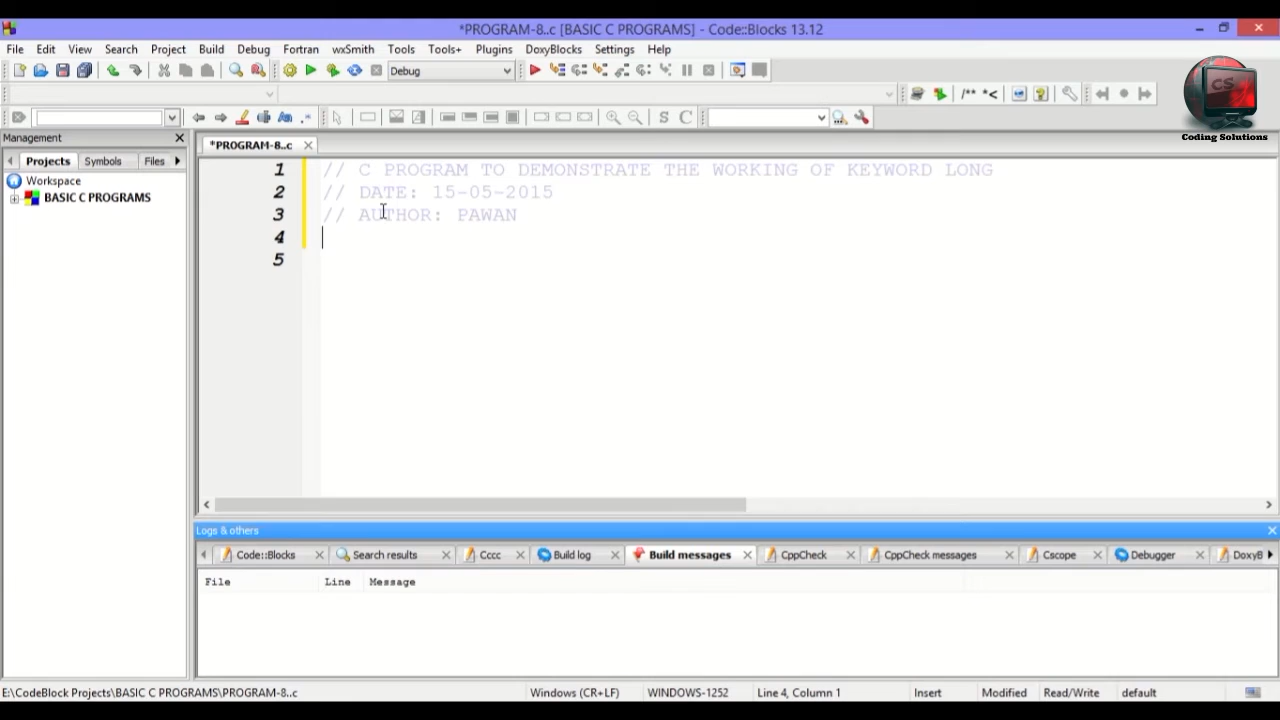 *PROGRAM-8..c [BASIC C PROGRAMS] - Code::Blocks 13.12
File Edit View Search Project Build Debug Fortran wxSmith Tools Tools+ Plugins DoxyBlocks Settings Help
Debug
/** *<
S C
CS
Coding Solutions
Management
*PROGRAM-8..c
Projects Symbols Files
Workspace
BASIC C PROGRAMS
1 // C PROGRAM TO DEMONSTRATE THE WORKING OF KEYWORD LONG
2 // DATE: 15-05-2015
3 // AUTHOR: PAWAN
4
5
Logs & others
Code::Blocks Search results Cccc Build log Build messages CppCheck CppCheck messages Cscope Debugger DoxyB
File Line Message
E:\CodeBlock Projects\BASIC C PROGRAMS\PROGRAM-8..c Windows (CR+LF) WINDOWS-1252 Line 4, Column 1 Insert Modified Read/Write default